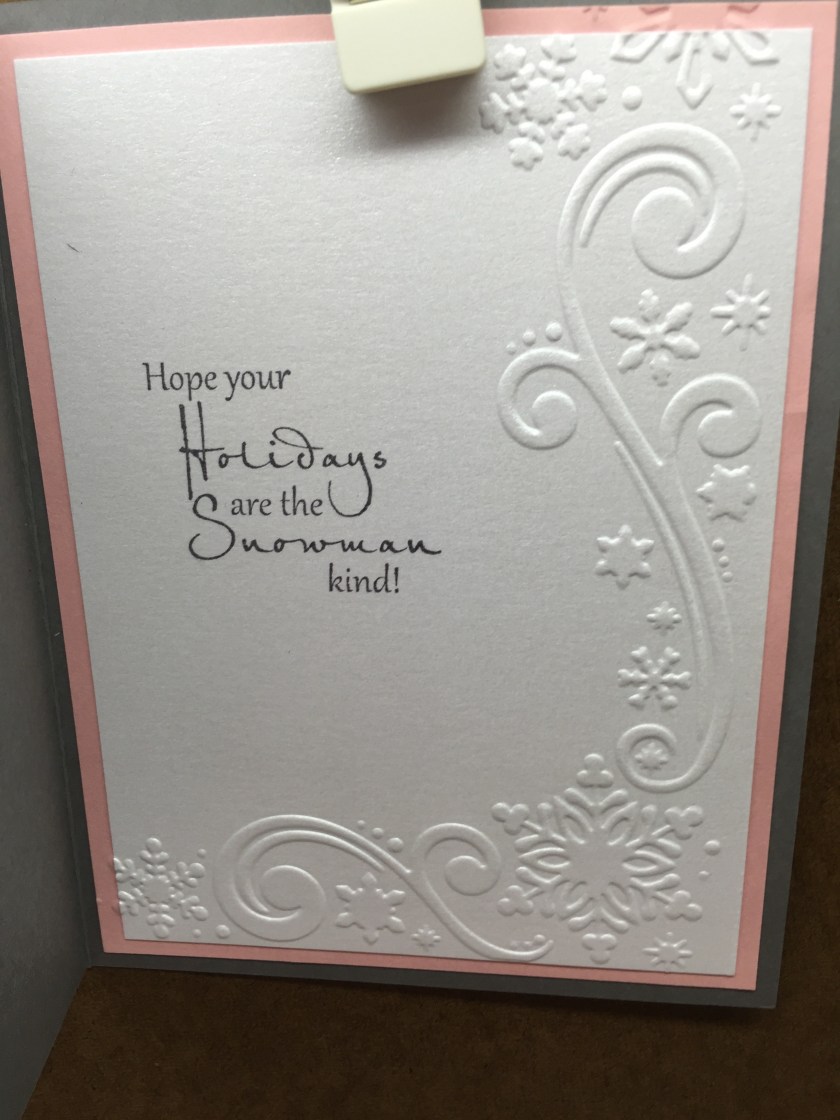 Hope your
Holidays
are the
Snowman
kind!